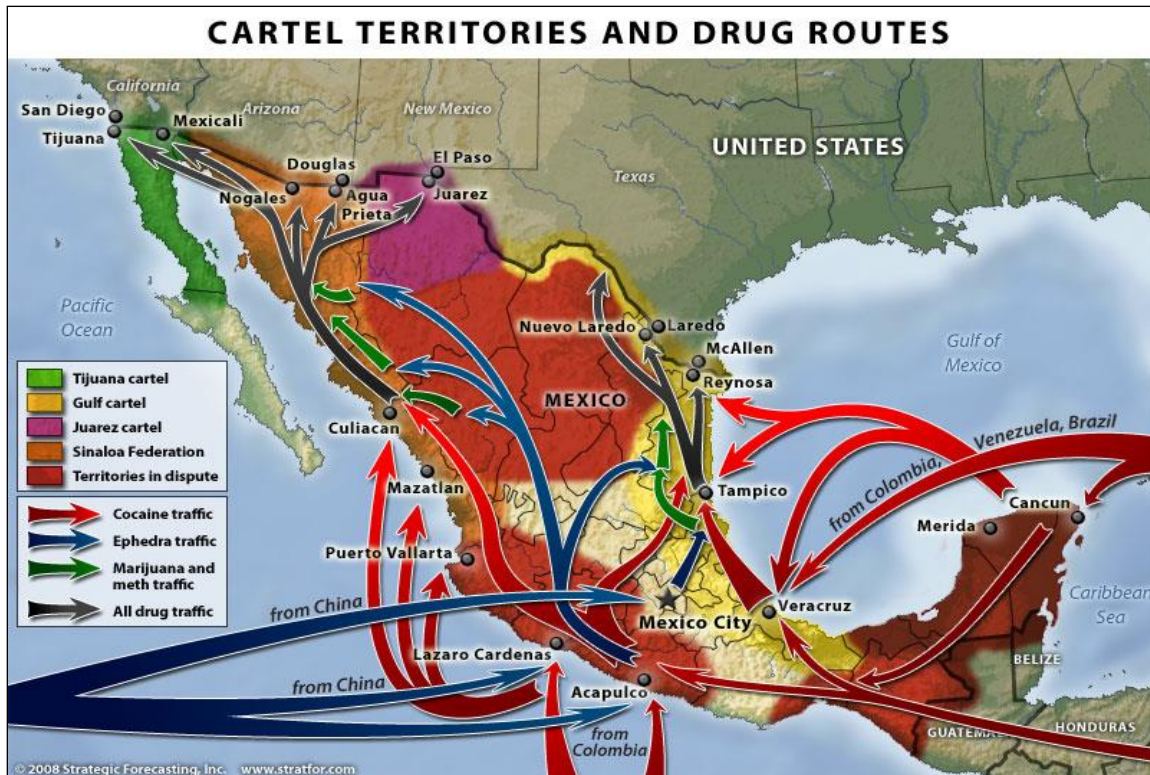 CARTEL TERRITORIES AND DRUG ROUTES
California
San Diego
Tijuana
Mexicali
Arizona
New Mexico
Douglas
Nogales
Agua
Prieta
El Paso
Juarez
Texas
UNITED STATES
Pacific
Ocean
Nuevo Laredo
Laredo
McAllen
Reynosa
Gulf of
Mexico
MEXICO
Tijuana cartel
Gulf cartel
Juarez cartel
Sinaloa Federation
Territories in dispute
Cocaine traffic
Ephedra traffic
Marijuana and
meth traffic
All drug traffic
Culiacan
Mazatlan
Puerto Vallarta
Tampico
from Colombia,
Venezuela, Brazil
Cancun
Merida
from China
Mexico City
Veracruz
Caribbean
Sea
Lazaro Cardenas
from China
Acapulco
from
Colombia
BELIZE
HONDURAS
© 2008 Strategic Forecasting, Inc. www.stratfor.com